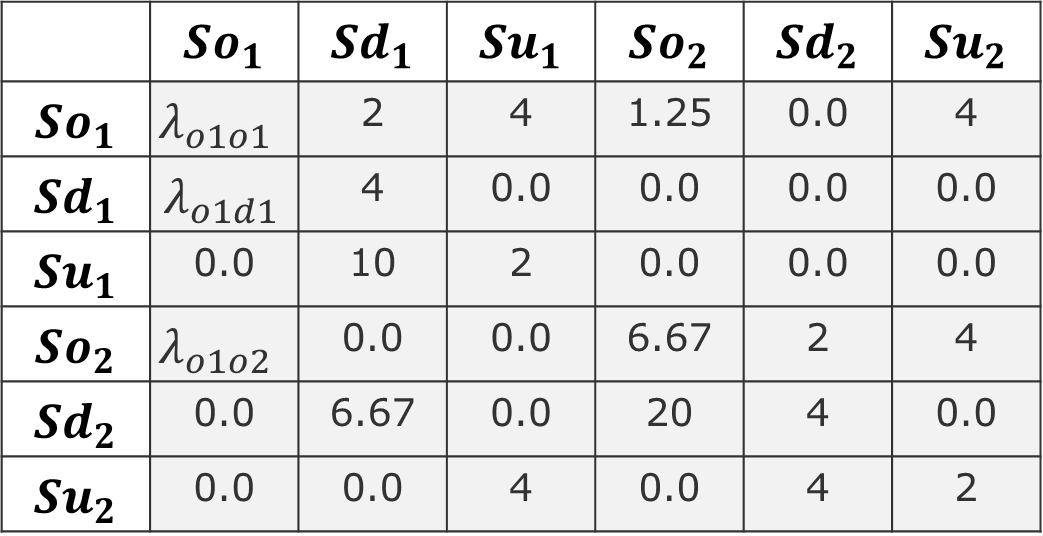 So₁ Sd₁ Su₁ So₂ Sd₂ Su₂
So₁ λₒ₁ₒ₁ 2 4 1.25 0.0 4
Sd₁ λₒ₁d₁ 4 0.0 0.0 0.0 0.0
Su₁ 0.0 10 2 0.0 0.0 0.0
So₂ λₒ₁ₒ₂ 0.0 0.0 6.67 2 4
Sd₂ 0.0 6.67 0.0 20 4 0.0
Su₂ 0.0 0.0 4 0.0 4 2